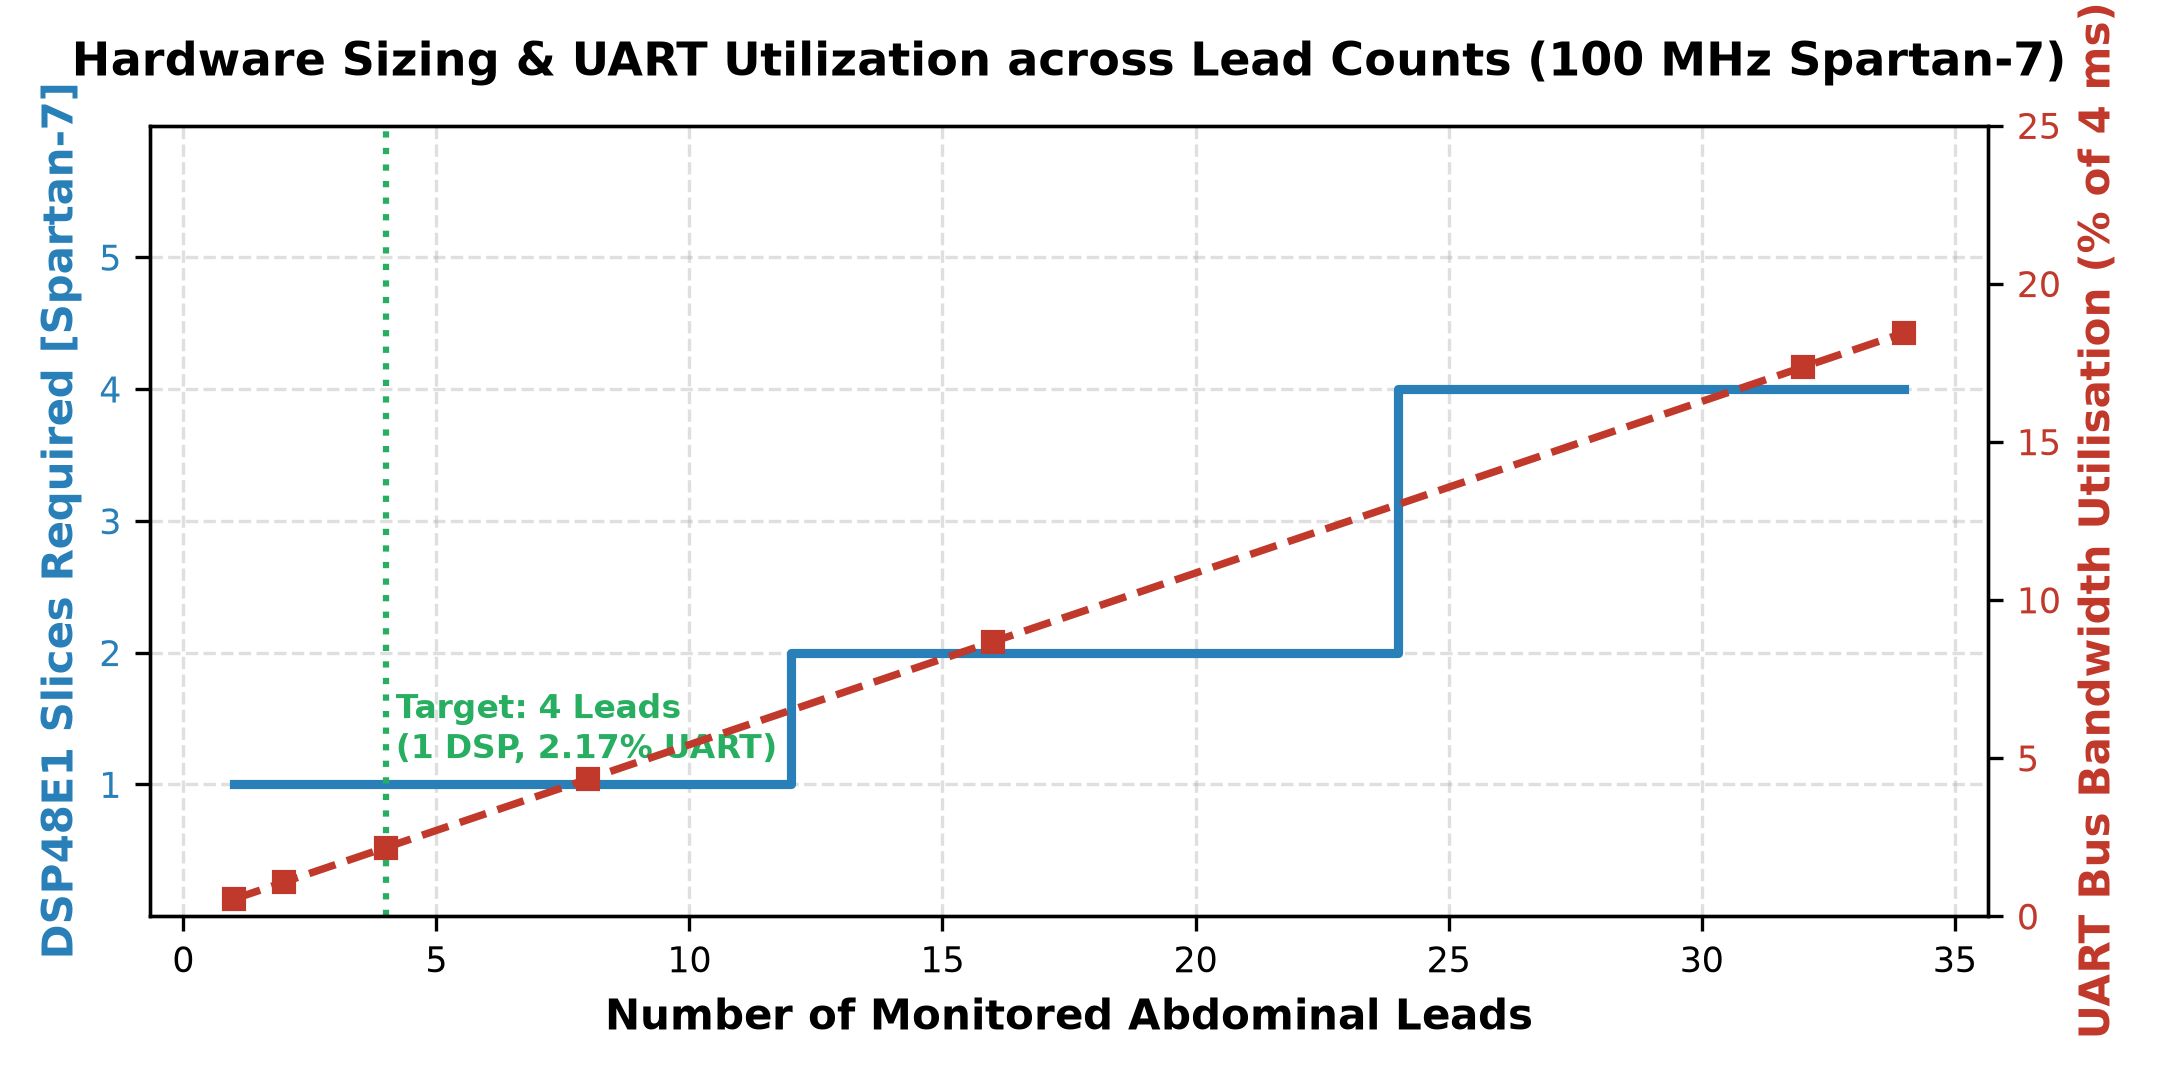 Hardware Sizing & UART Utilization across Lead Counts (100 MHz Spartan-7)
DSP48E1 Slices Required [Spartan-7]
5
4
3
2
1
Target: 4 Leads
(1 DSP, 2.17% UART)
25
20
15
10
5
0
UART Bus Bandwidth Utilisation (% of 4 ms)
0 5 10 15 20 25 30 35
Number of Monitored Abdominal Leads